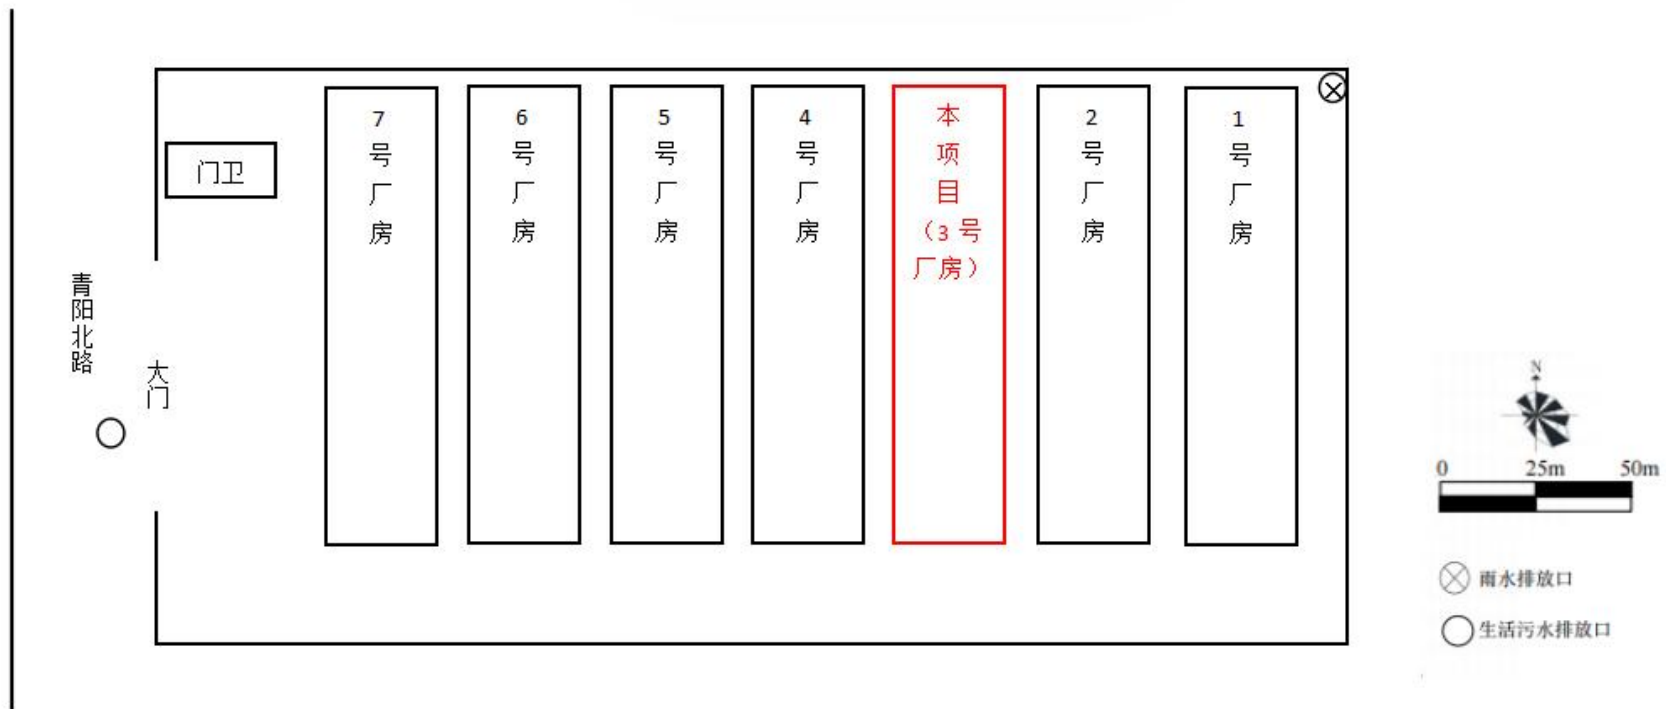 门卫
7号厂房
6号厂房
5号厂房
4号厂房
本项目（3号厂房）
2号厂房
1号厂房
青阳北路
大门
N
0 25m 50m
雨水排放口
生活污水排放口